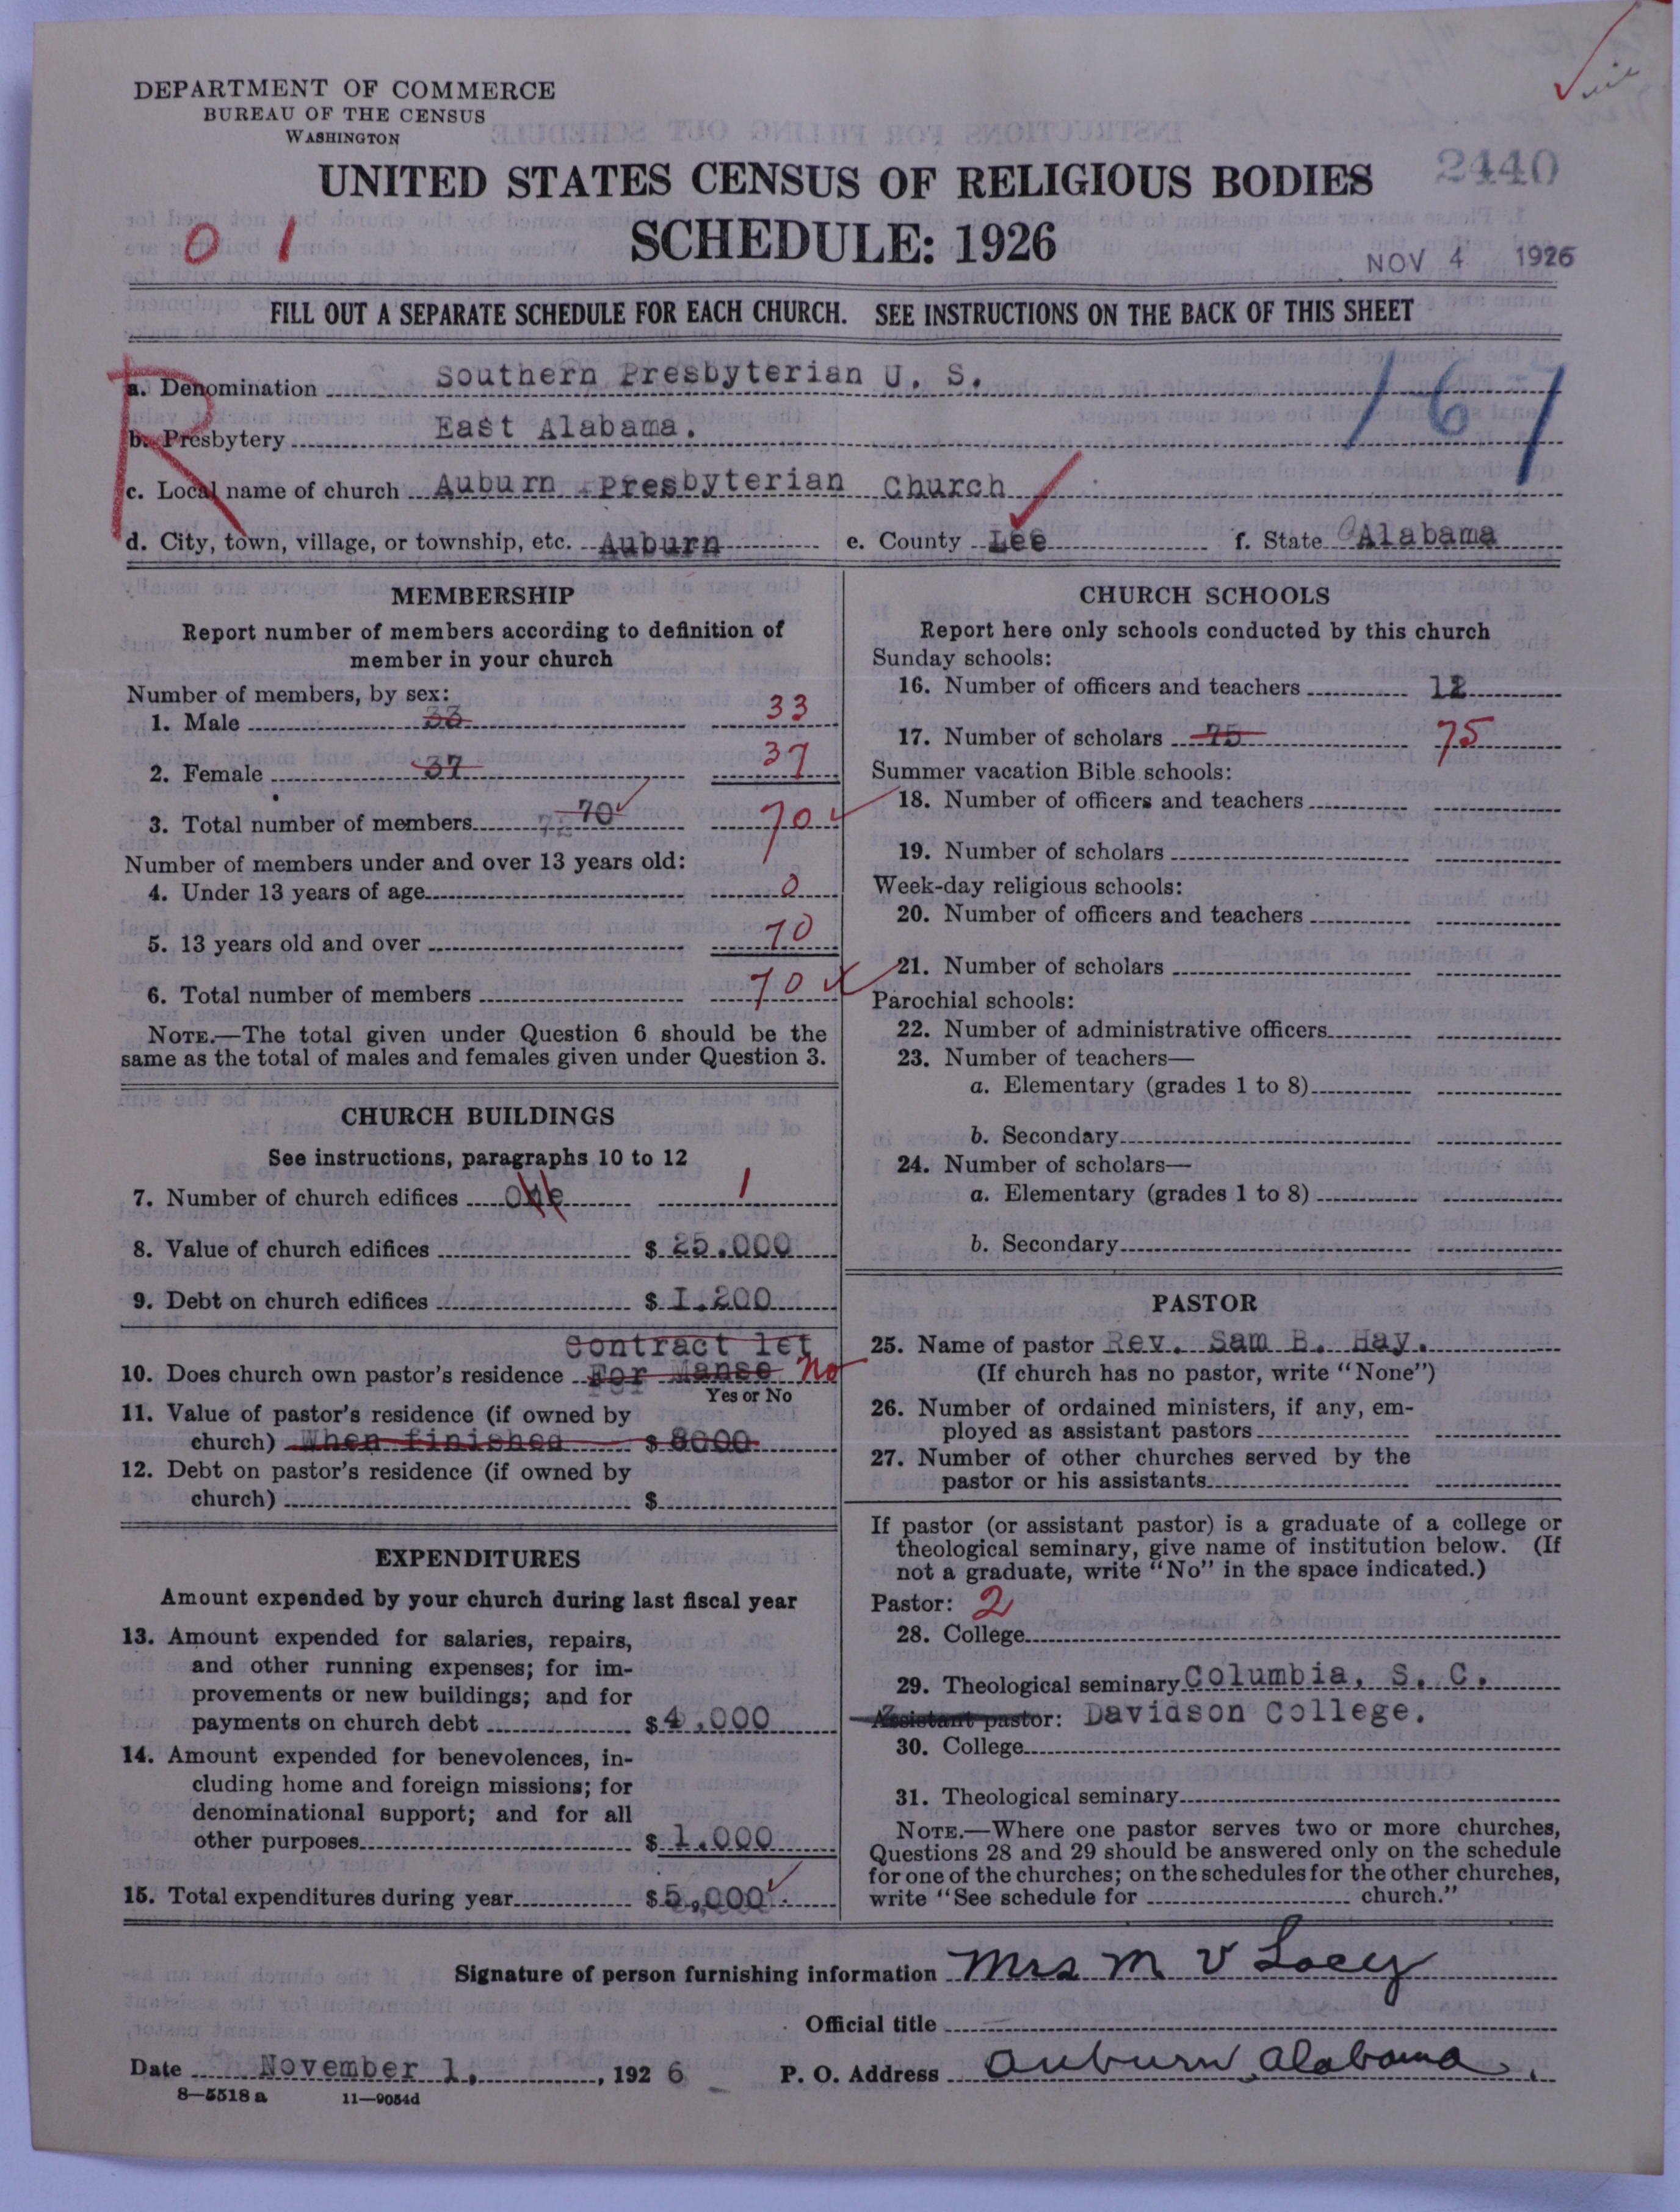 DEPARTMENT OF COMMERCE
BUREAU OF THE CENSUS
WASHINGTON
UNITED STATES CENSUS OF RELIGIOUS BODIES
2440
SCHEDULE: 1926
0 1
NOV 4 1926
FILL OUT A SEPARATE SCHEDULE FOR EACH CHURCH. SEE INSTRUCTIONS ON THE BACK OF THIS SHEET
R
161
a. Denomination Southern Presbyterian U. S.
b. Presbytery East Alabama.
c. Local name of church Auburn Presbyterian Church
d. City, town, village, or township, etc. Auburn e. County Lee f. State Alabama
MEMBERSHIP
Report number of members according to definition of
member in your church
Number of members, by sex:
1. Male 33 33
2. Female 37 37
3. Total number of members 70 70
Number of members under and over 13 years old:
4. Under 13 years of age 0
5. 13 years old and over 70
6. Total number of members 70
NOTE.—The total given under Question 6 should be the
same as the total of males and females given under Question 3.
CHURCH BUILDINGS
See instructions, paragraphs 10 to 12
7. Number of church edifices One 1
8. Value of church edifices $ 25.000
9. Debt on church edifices $ 1.200
Contract let
10. Does church own pastor's residence For Manse No
Yes or No
11. Value of pastor's residence (if owned by
church) When finished $ 8000
12. Debt on pastor's residence (if owned by
church) $
EXPENDITURES
Amount expended by your church during last fiscal year
13. Amount expended for salaries, repairs,
and other running expenses; for im-
provements or new buildings; and for
payments on church debt $ 4,000
14. Amount expended for benevolences, in-
cluding home and foreign missions; for
denominational support; and for all
other purposes $ 1.000
15. Total expenditures during year $ 5,000
CHURCH SCHOOLS
Report here only schools conducted by this church
Sunday schools:
16. Number of officers and teachers 12
17. Number of scholars 75 75
Summer vacation Bible schools:
18. Number of officers and teachers
19. Number of scholars
Week-day religious schools:
20. Number of officers and teachers
21. Number of scholars
Parochial schools:
22. Number of administrative officers
23. Number of teachers—
a. Elementary (grades 1 to 8)
b. Secondary
24. Number of scholars—
a. Elementary (grades 1 to 8)
b. Secondary
PASTOR
25. Name of pastor Rev. Sam B. Hay.
(If church has no pastor, write "None")
26. Number of ordained ministers, if any, em-
ployed as assistant pastors
27. Number of other churches served by the
pastor or his assistants
If pastor (or assistant pastor) is a graduate of a college or
theological seminary, give name of institution below. (If
not a graduate, write "No" in the space indicated.)
Pastor: 2
28. College
29. Theological seminary Columbia, S. C.
Assistant pastor: Davidson College.
30. College
31. Theological seminary
NOTE.—Where one pastor serves two or more churches,
Questions 28 and 29 should be answered only on the schedule
for one of the churches; on the schedules for the other churches,
write "See schedule for church."
Signature of person furnishing information Mrs M V Loey
Official title
Date November 1, 1926 P. O. Address Auburn, Alabama.
8—5518 a 11—9054d